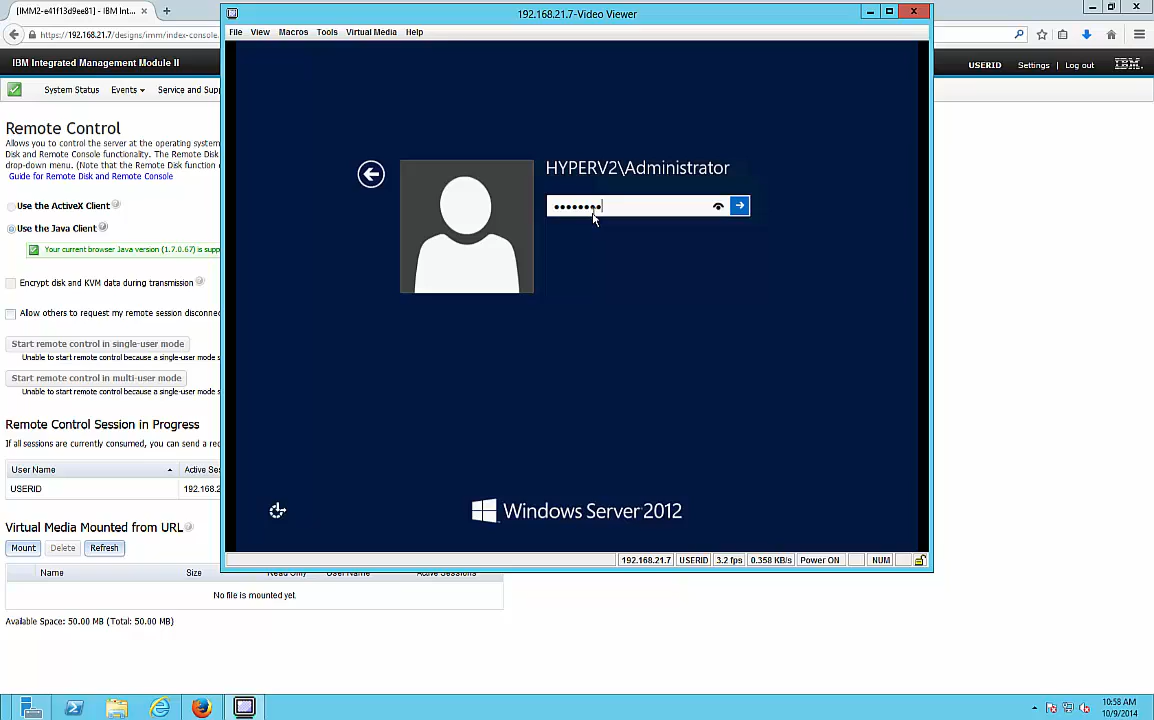 [IMM2-e41f13d9ee81] - IBM Int...
192.168.21.7-Video Viewer
https://192.168.21.7/designs/imm/index-console.
File View Macros Tools Virtual Media Help
IBM Integrated Management Module II
USERID Settings | Log out IBM
System Status Events Service and Supp
Remote Control
Allows you to control the server at the operating system
Disk and Remote Console functionality. The Remote Disk
drop-down menu. (Note that the Remote Disk function
Guide for Remote Disk and Remote Console
HYPERV2\Administrator
Use the ActiveX Client
Use the Java Client
Your current browser Java version (1.7.0.67) is supp
Encrypt disk and KVM data during transmission
Allow others to request my remote session disconnec
Start remote control in single-user mode
Unable to start remote control because a single-user mode s
Start remote control in multi-user mode
Unable to start remote control because a single-user mode s
Remote Control Session in Progress
If all sessions are currently consumed, you can send a req
User Name Active Ses
USERID 192.168.2
Windows Server 2012
Virtual Media Mounted from URL
Mount Delete Refresh
192.168.21.7 USERID 3.2 fps 0.358 KB/s Power ON NUM
Name Size Read Only User Name Active Sessions
No file is mounted yet.
Available Space: 50.00 MB (Total: 50.00 MB)
10:58 AM
10/9/2014